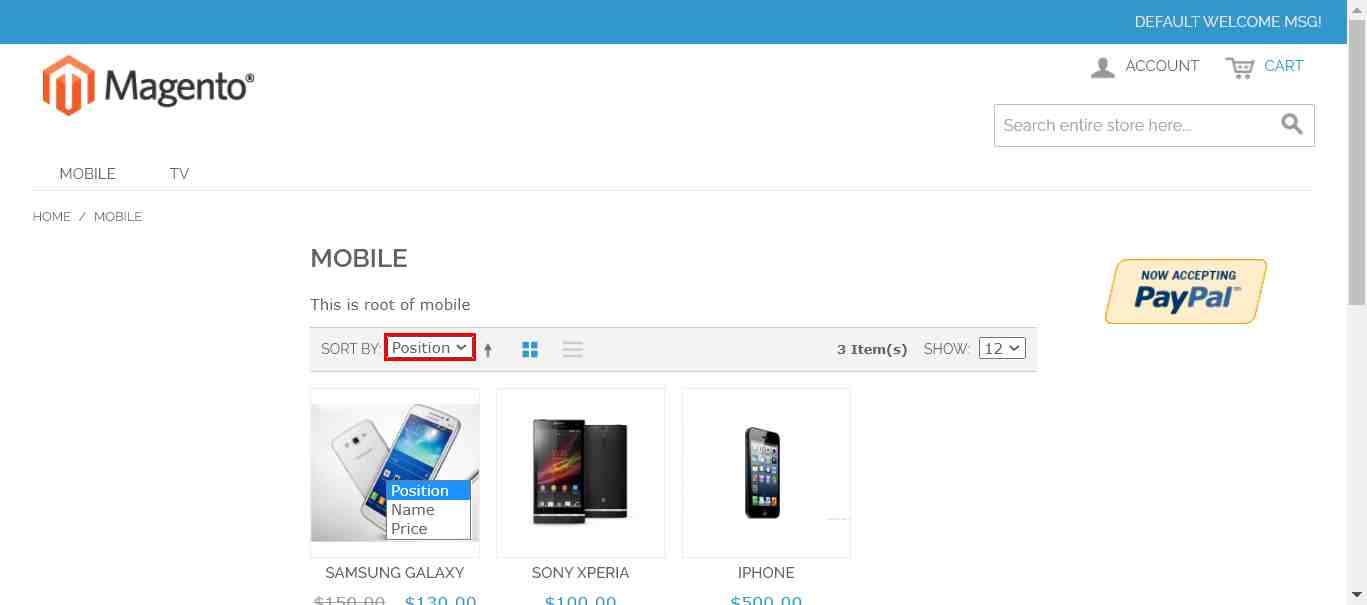 DEFAULT WELCOME MSG!
Magento®
ACCOUNT
CART
Search entire store here...
MOBILE
TV
HOME / MOBILE
MOBILE
NOW ACCEPTING
PayPal
This is root of mobile
SORT BY: Position
3 Item(s)
SHOW: 12
Position
Name
Price
SAMSUNG GALAXY
SONY XPERIA
IPHONE
$150.00 $130.00
$100.00
$500.00